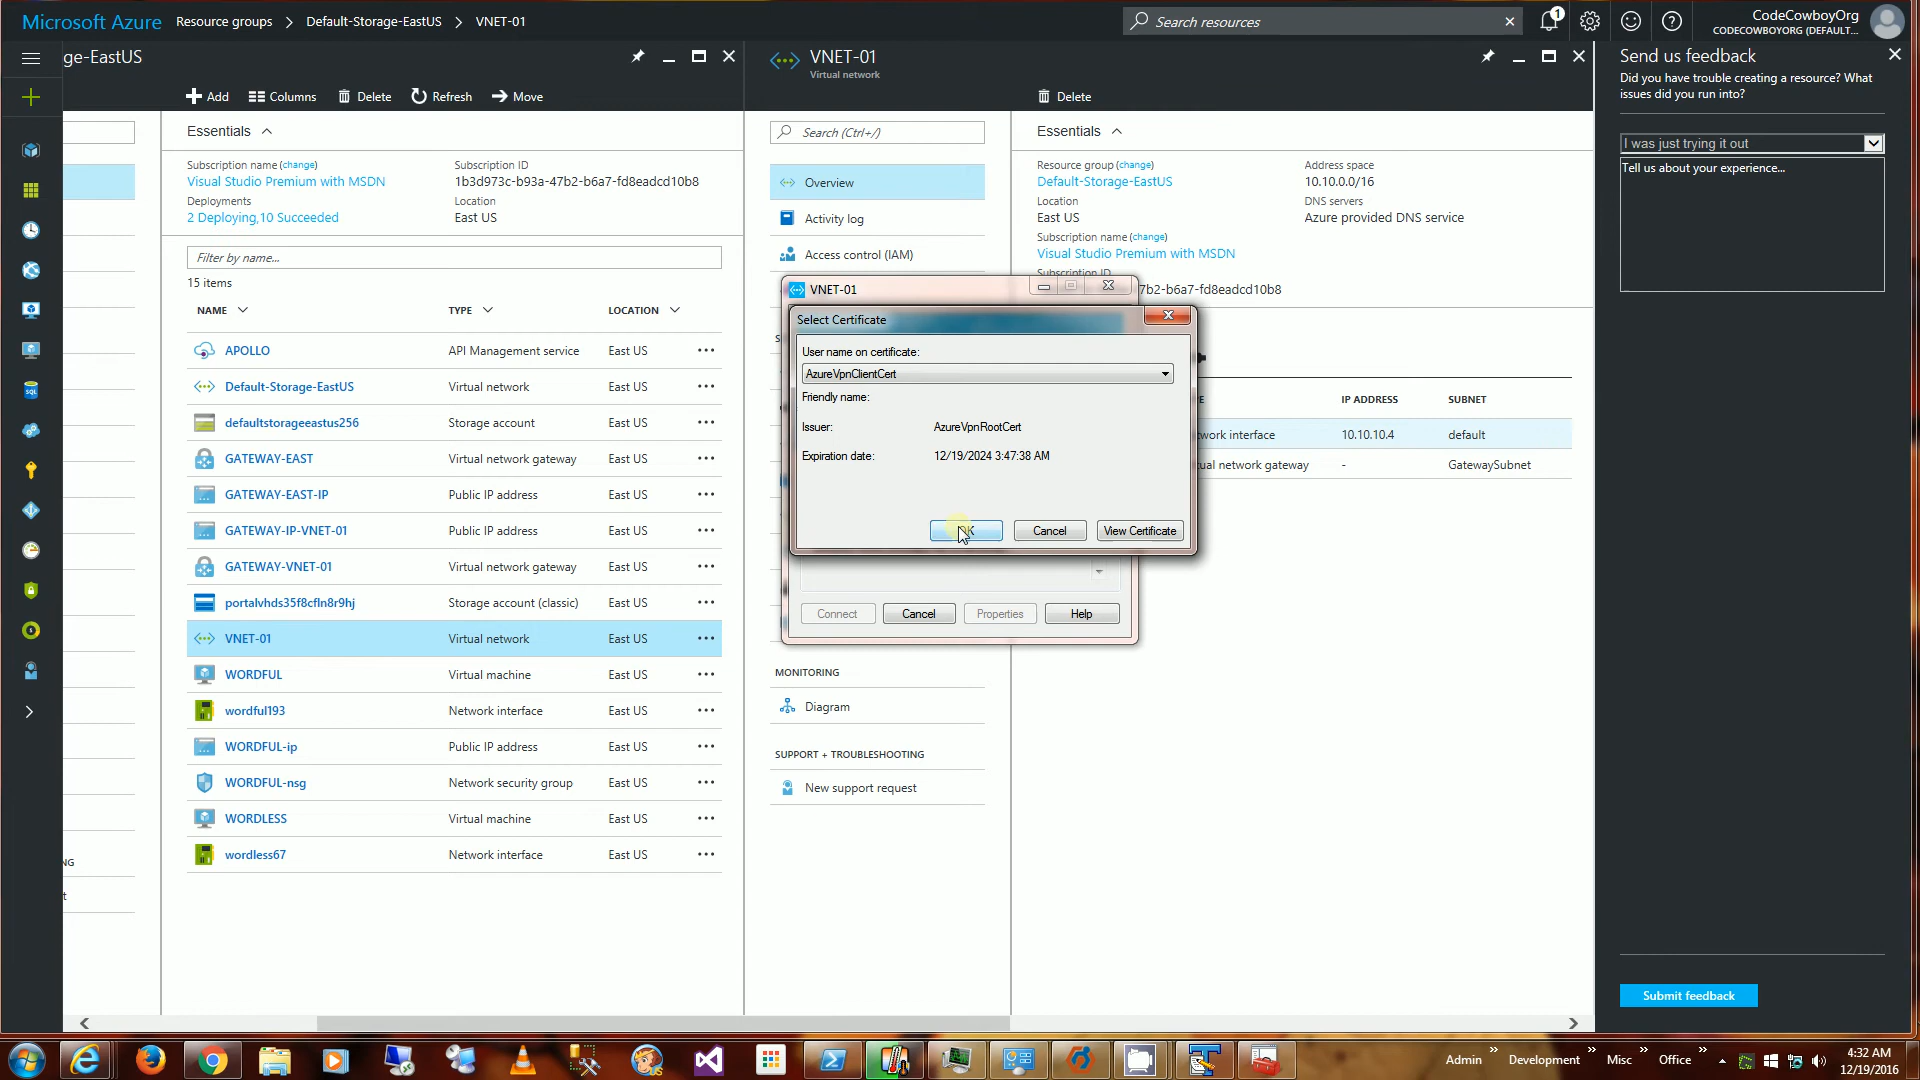 Microsoft Azure Resource groups Default-Storage-EastUS VNET-01
Search resources
1
CodeCowboyOrg
CODECOWBOYORG (DEFAULT...
ge-EastUS
Add
Columns
Delete
Refresh
Move
Essentials
Subscription name (change)
Visual Studio Premium with MSDN
Deployments
2 Deploying,10 Succeeded
Subscription ID
1b3d973c-b93a-47b2-b6a7-fd8eadcd10b8
Location
East US
Filter by name...
15 items
NAME TYPE LOCATION
APOLLO API Management service East US
Default-Storage-EastUS Virtual network East US
defaultstorageeastus256 Storage account East US
GATEWAY-EAST Virtual network gateway East US
GATEWAY-EAST-IP Public IP address East US
GATEWAY-IP-VNET-01 Public IP address East US
GATEWAY-VNET-01 Virtual network gateway East US
portalvhds35f8cfln8r9hj Storage account (classic) East US
VNET-01 Virtual network East US
WORDFUL Virtual machine East US
wordful193 Network interface East US
WORDFUL-ip Public IP address East US
WORDFUL-nsg Network security group East US
WORDLESS Virtual machine East US
wordless67 Network interface East US
NG
t
VNET-01
Virtual network
Search (Ctrl+/)
Overview
Activity log
Access control (IAM)
S
MONITORING
Diagram
SUPPORT + TROUBLESHOOTING
New support request
Delete
Essentials
Resource group (change)
Default-Storage-EastUS
Location
East US
Subscription name (change)
Visual Studio Premium with MSDN
Subscription ID
7b2-b6a7-fd8eadcd10b8
Address space
10.10.0.0/16
DNS servers
Azure provided DNS service
E IP ADDRESS SUBNET
work interface 10.10.10.4 default
ual network gateway - GatewaySubnet
VNET-01
Select Certificate
User name on certificate:
AzureVpnClientCert
Friendly name:
Issuer: AzureVpnRootCert
Expiration date: 12/19/2024 3:47:38 AM
OK
Cancel
View Certificate
Connect
Cancel
Properties
Help
Send us feedback
Did you have trouble creating a resource? What
issues did you run into?
I was just trying it out
Tell us about your experience...
Submit feedback
Admin
Development
Misc
Office
4:32 AM
12/19/2016